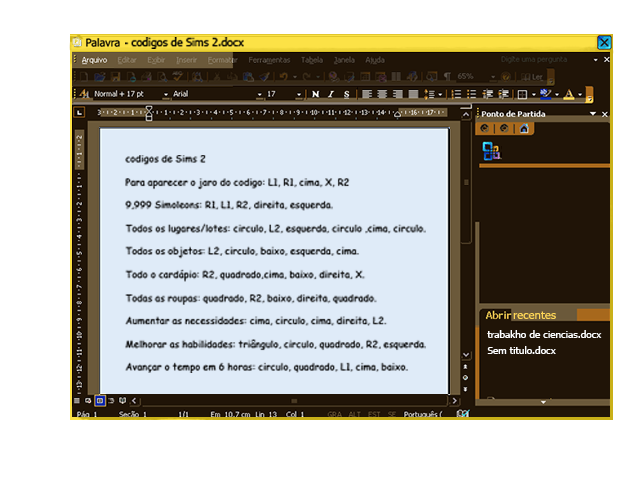 Palavra - codigos de Sims 2.docx
Arquivo Editar Exibir Inserir Formatar Ferramentas Tabela Janela Ajuda Digite uma pergunta
65% Ler
Normal + 17 pt Arial 17 N I S
Ponto de Partida
codigos de Sims 2
Para aparecer o jaro do codigo: L1, R1, cima, X, R2
9,999 Simoleons: R1, L1, R2, direita, esquerda.
Todos os lugares/lotes: circulo, L2, esquerda, circulo ,cima, circulo.
Todos os objetos: L2, circulo, baixo, esquerda, cima.
Todo o cardápio: R2, quadrado,cima, baixo, direita, X.
Todas as roupas: quadrado, R2, baixo, direita, quadrado.
Aumentar as necessidades: cima, circulo, cima, direita, L2.
Melhorar as habilidades: triângulo, circulo, quadrado, R2, esquerda.
Avançar o tempo em 6 horas: circulo, quadrado, L1, cima, baixo.
Abrir recentes
trabakho de ciencias.docx
Sem titulo.docx
Pág 1 Seção 1 1/1 Em 10,7 cm Lin 13 Col 1 GRA ALT EST SE Português (